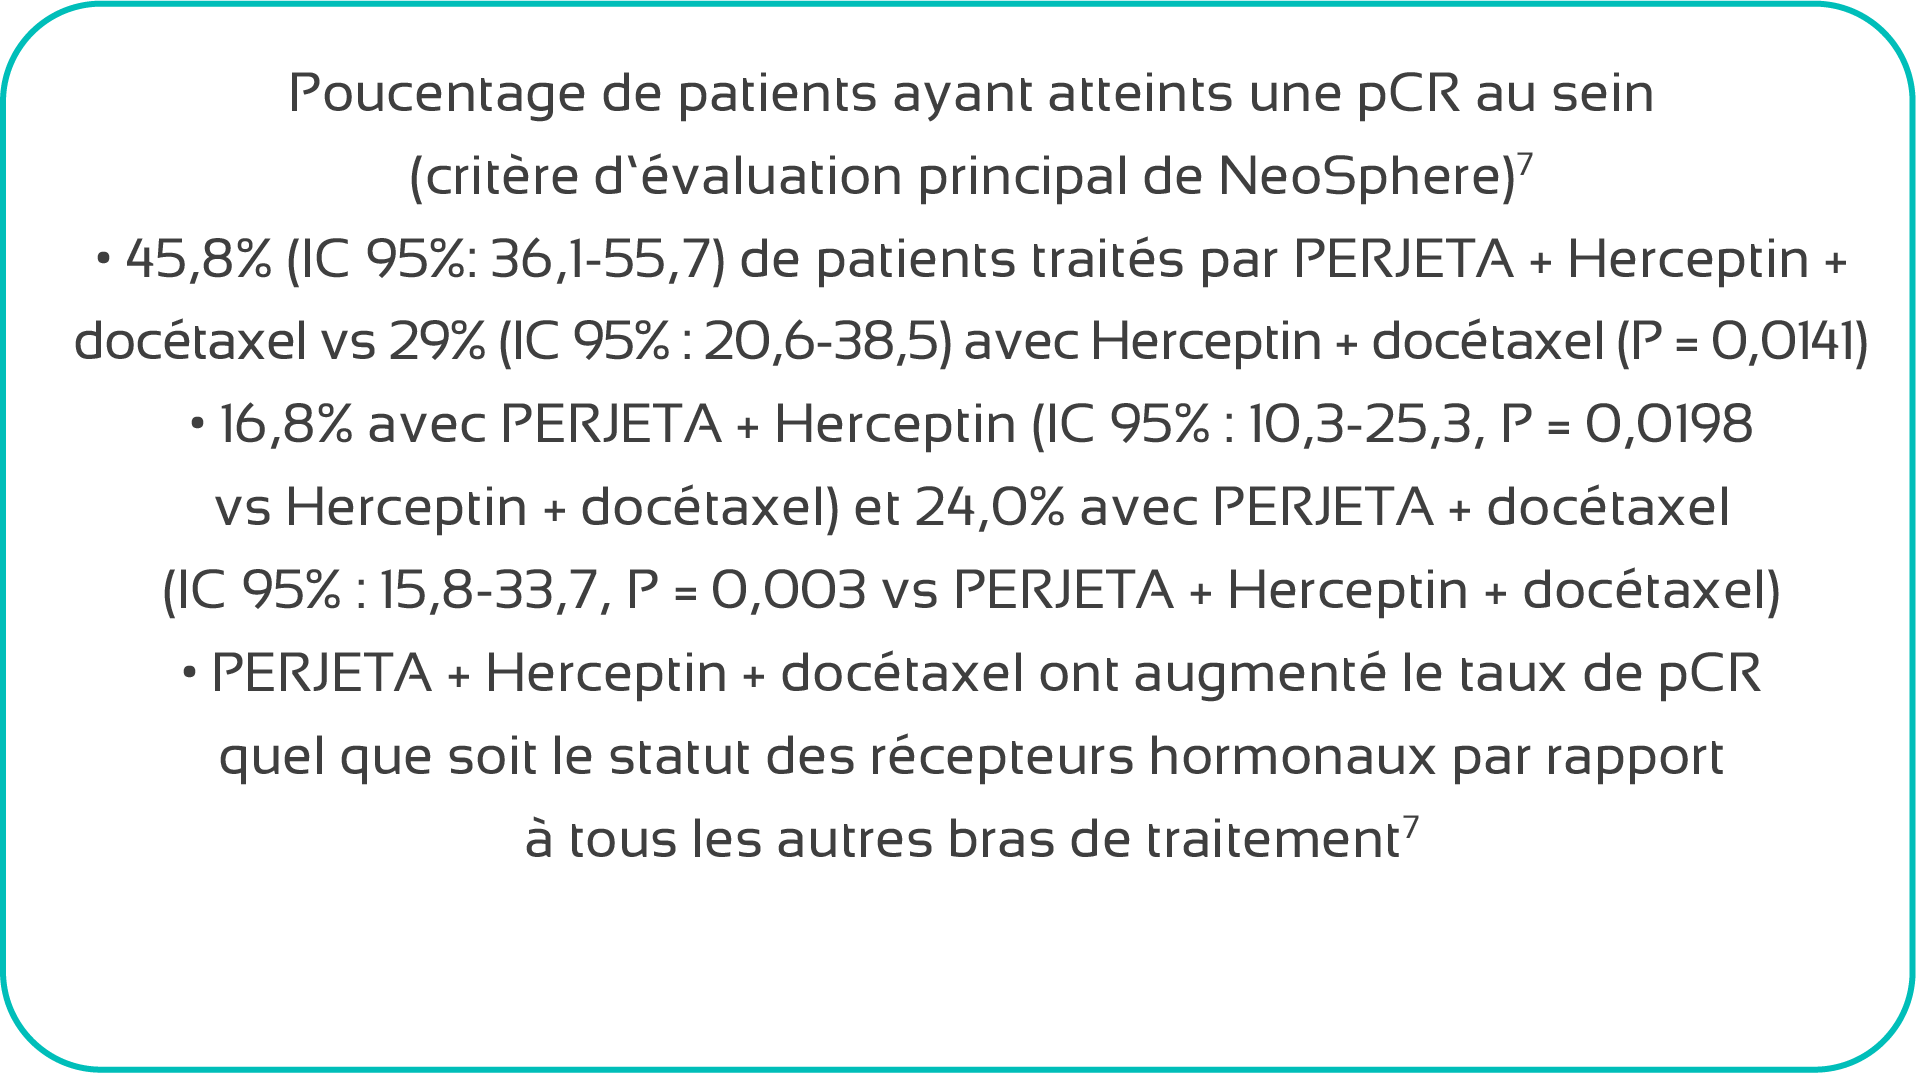 Poucentage de patients ayant atteints une pCR au sein
(critère d‘évaluation principal de NeoSphere)⁷
• 45,8% (IC 95%: 36,1-55,7) de patients traités par PERJETA + Herceptin +
docétaxel vs 29% (IC 95% : 20,6-38,5) avec Herceptin + docétaxel (P = 0,0141)
• 16,8% avec PERJETA + Herceptin (IC 95% : 10,3-25,3, P = 0,0198
vs Herceptin + docétaxel) et 24,0% avec PERJETA + docétaxel
(IC 95% : 15,8-33,7, P = 0,003 vs PERJETA + Herceptin + docétaxel)
• PERJETA + Herceptin + docétaxel ont augmenté le taux de pCR
quel que soit le statut des récepteurs hormonaux par rapport
à tous les autres bras de traitement⁷